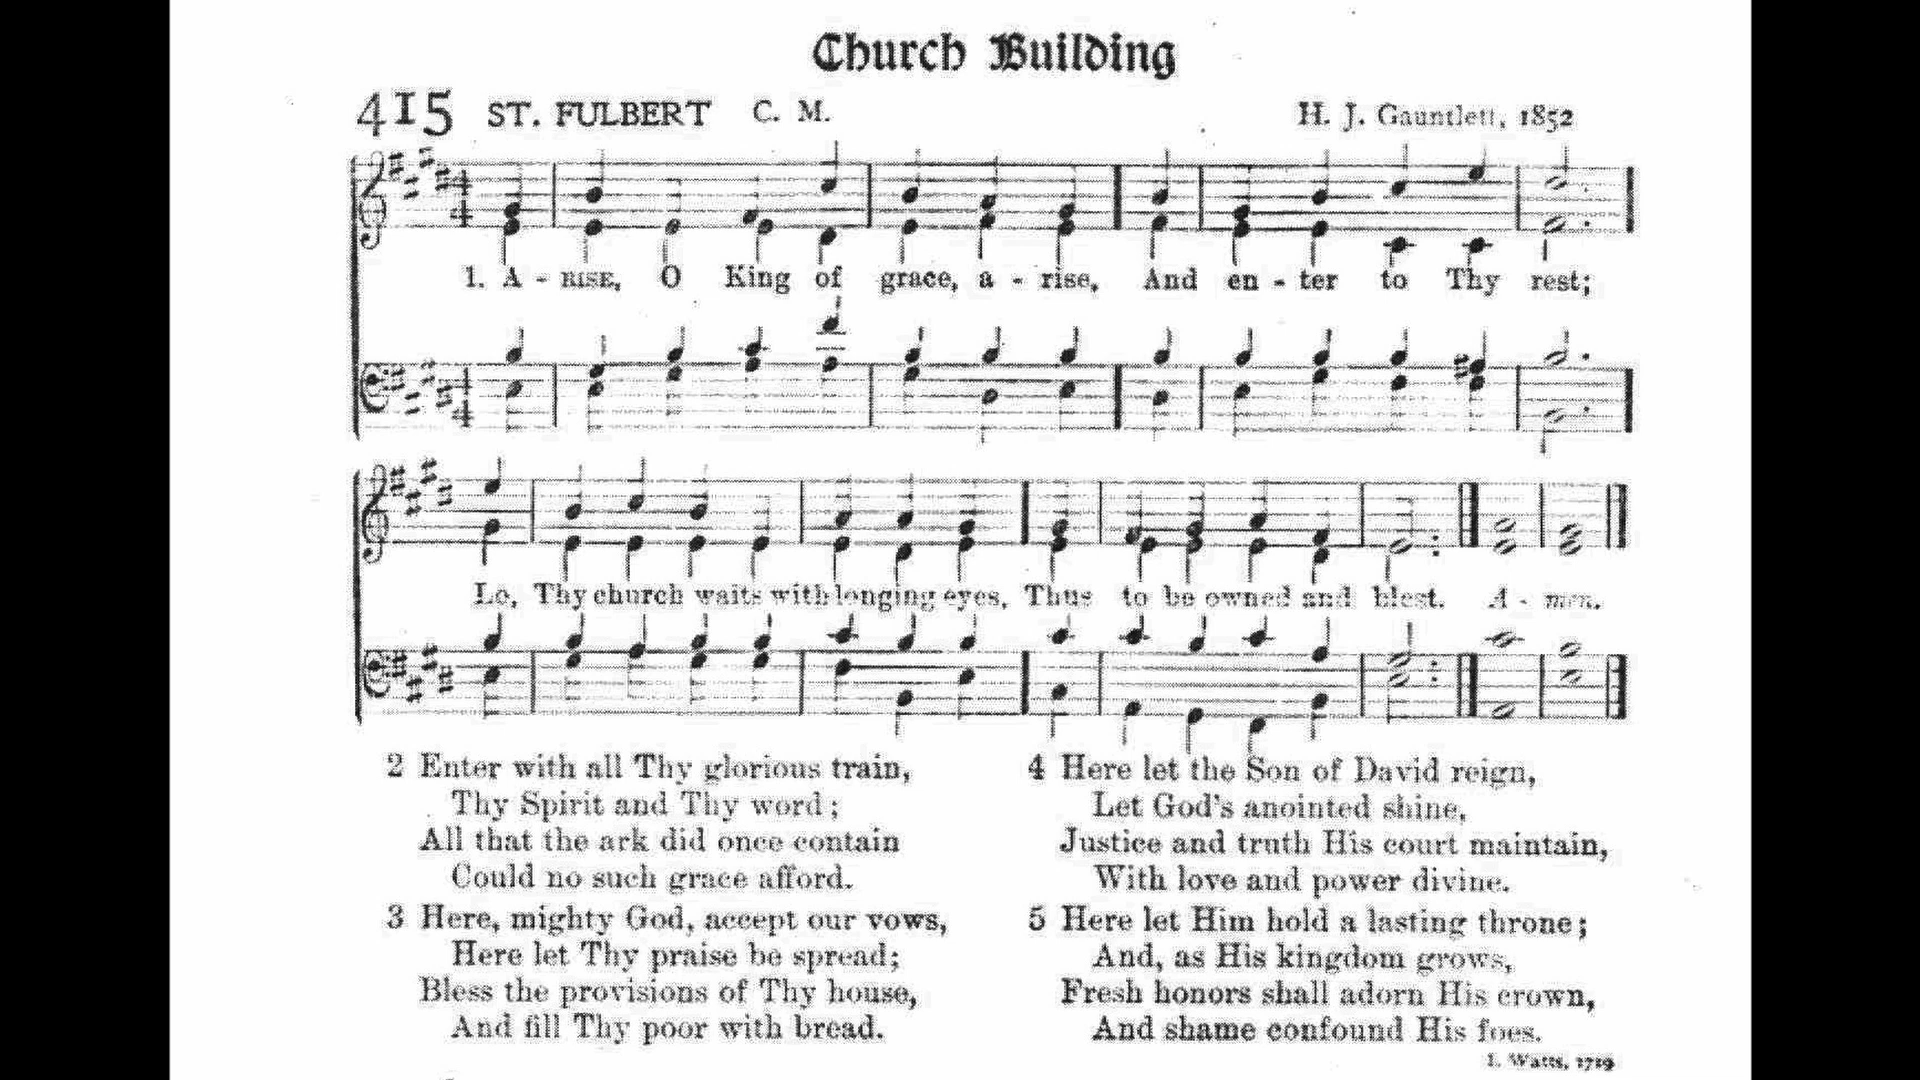 Church Building
415 ST. FULBERT C. M. H. J. Gauntlett, 1852
1. A - RISE, O King of grace, a - rise, And en - ter to Thy rest;
Lo, Thy church waits with longing eyes, Thus to be owned and blest. A - men.
2 Enter with all Thy glorious train,
Thy Spirit and Thy word;
All that the ark did once contain
Could no such grace afford.
3 Here, mighty God, accept our vows,
Here let Thy praise be spread;
Bless the provisions of Thy house,
And fill Thy poor with bread.
4 Here let the Son of David reign,
Let God's anointed shine,
Justice and truth His court maintain,
With love and power divine.
5 Here let Him hold a lasting throne;
And, as His kingdom grows,
Fresh honors shall adorn His crown,
And shame confound His foes.
I. Watts, 1719